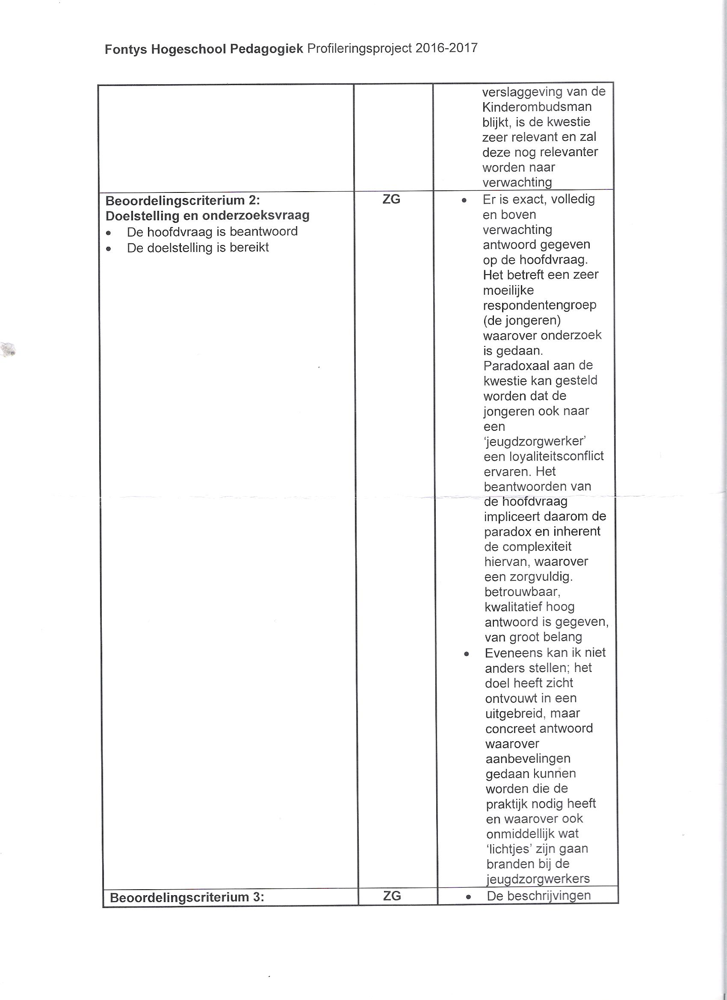 Fontys Hogeschool Pedagogiek Profileringsproject 2016-2017
verslaggeving van de
Kinderombudsman
blijkt, is de kwestie
zeer relevant en zal
deze nog relevanter
worden naar
verwachting
Beoordelingscriterium 2:
Doelstelling en onderzoeksvraag
• De hoofdvraag is beantwoord
• De doelstelling is bereikt
ZG
• Er is exact, volledig
en boven
verwachting
antwoord gegeven
op de hoofdvraag.
Het betreft een zeer
moeilijke
respondentengroep
(de jongeren)
waarover onderzoek
is gedaan.
Paradoxaal aan de
kwestie kan gesteld
worden dat de
jongeren ook naar
een
‘jeugdzorgwerker’
een loyaliteitsconflict
ervaren. Het
beantwoorden van
de hoofdvraag
impliceert daarom de
paradox en inherent
de complexiteit
hiervan, waarover
een zorgvuldig.
betrouwbaar,
kwalitatief hoog
antwoord is gegeven,
van groot belang
• Eveneens kan ik niet
anders stellen; het
doel heeft zicht
ontvouwt in een
uitgebreid, maar
concreet antwoord
waarover
aanbevelingen
gedaan kunnen
worden die de
praktijk nodig heeft
en waarover ook
onmiddellijk wat
‘lichtjes’ zijn gaan
branden bij de
jeugdzorgwerkers
Beoordelingscriterium 3:
ZG
• De beschrijvingen